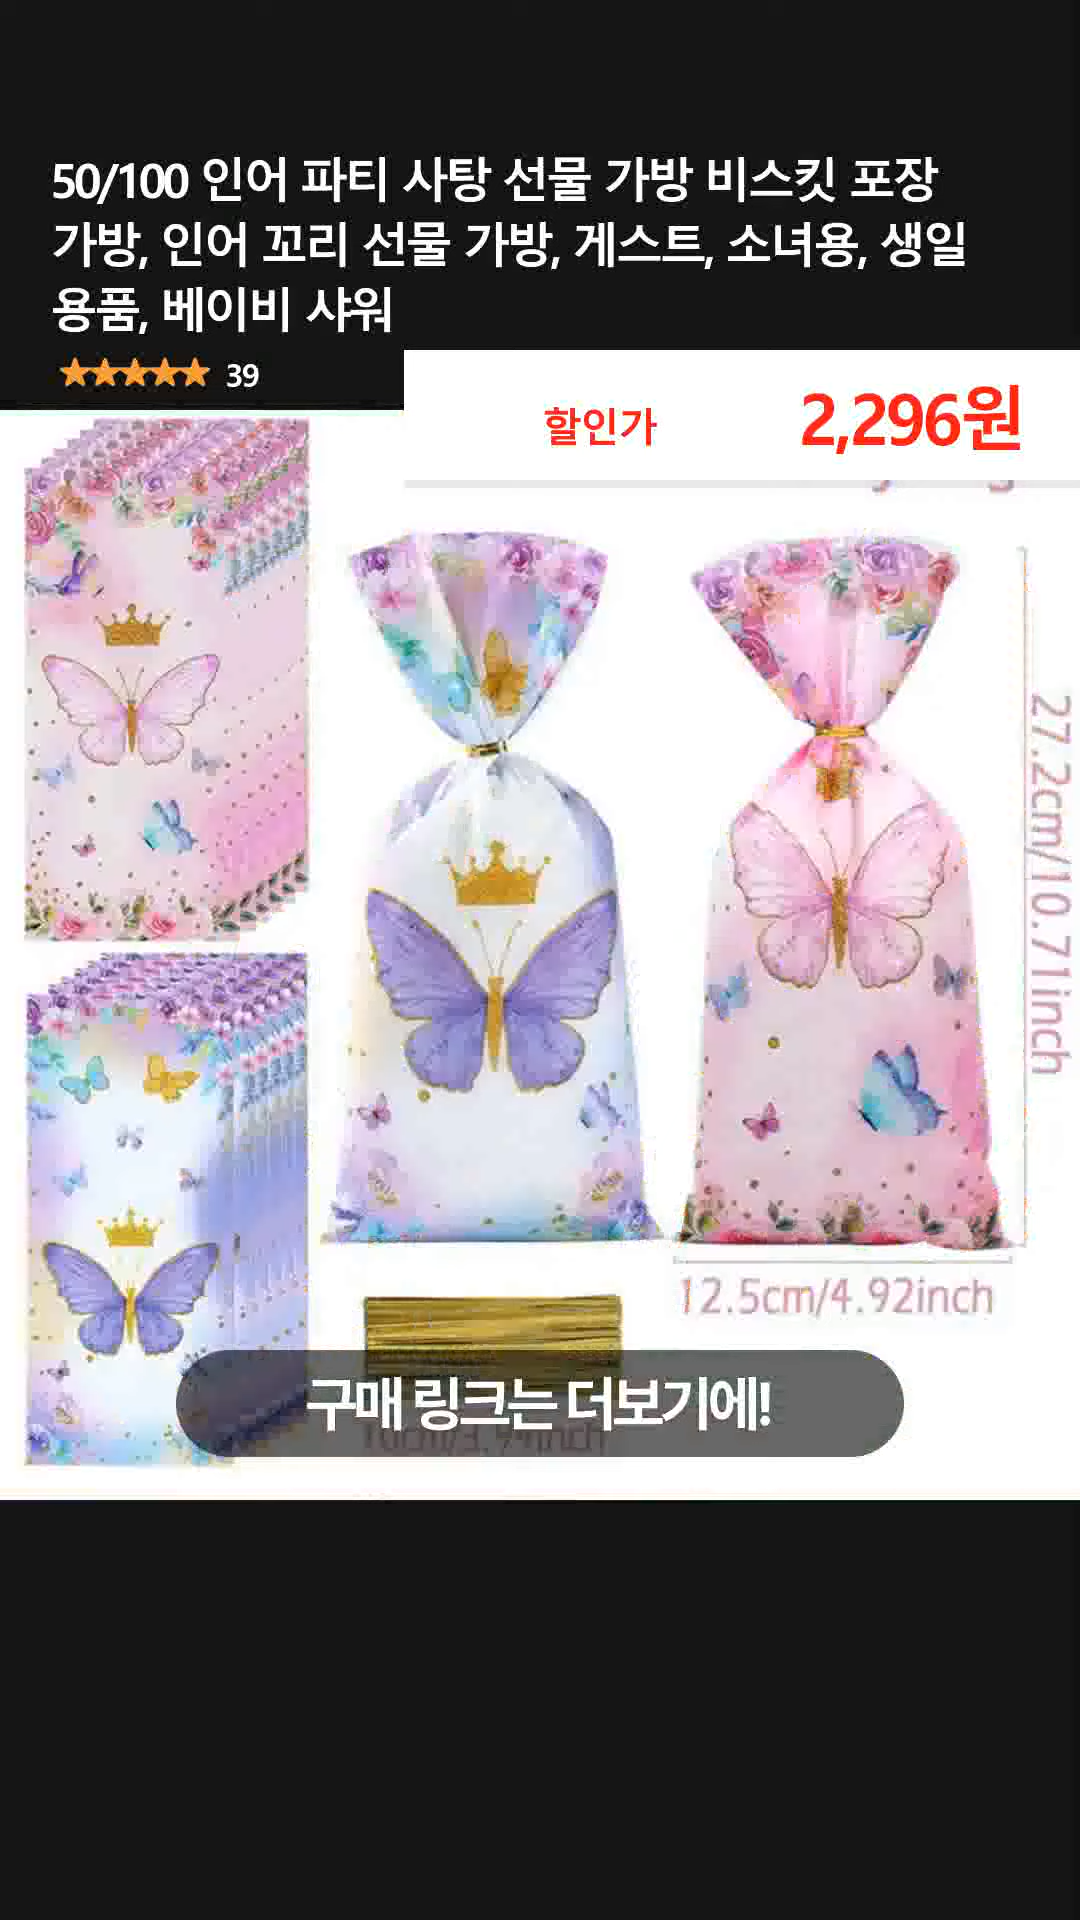 50/100 인어 파티 사탕 선물 가방 비스킷 포장
가방, 인어 꼬리 선물 가방, 게스트, 소녀용, 생일
용품, 베이비 샤워
39
할인가 2,296원
27.2cm/10.71inch
12.5cm/4.92inch
구매 링크는 더보기에!
10cm/3.94inch